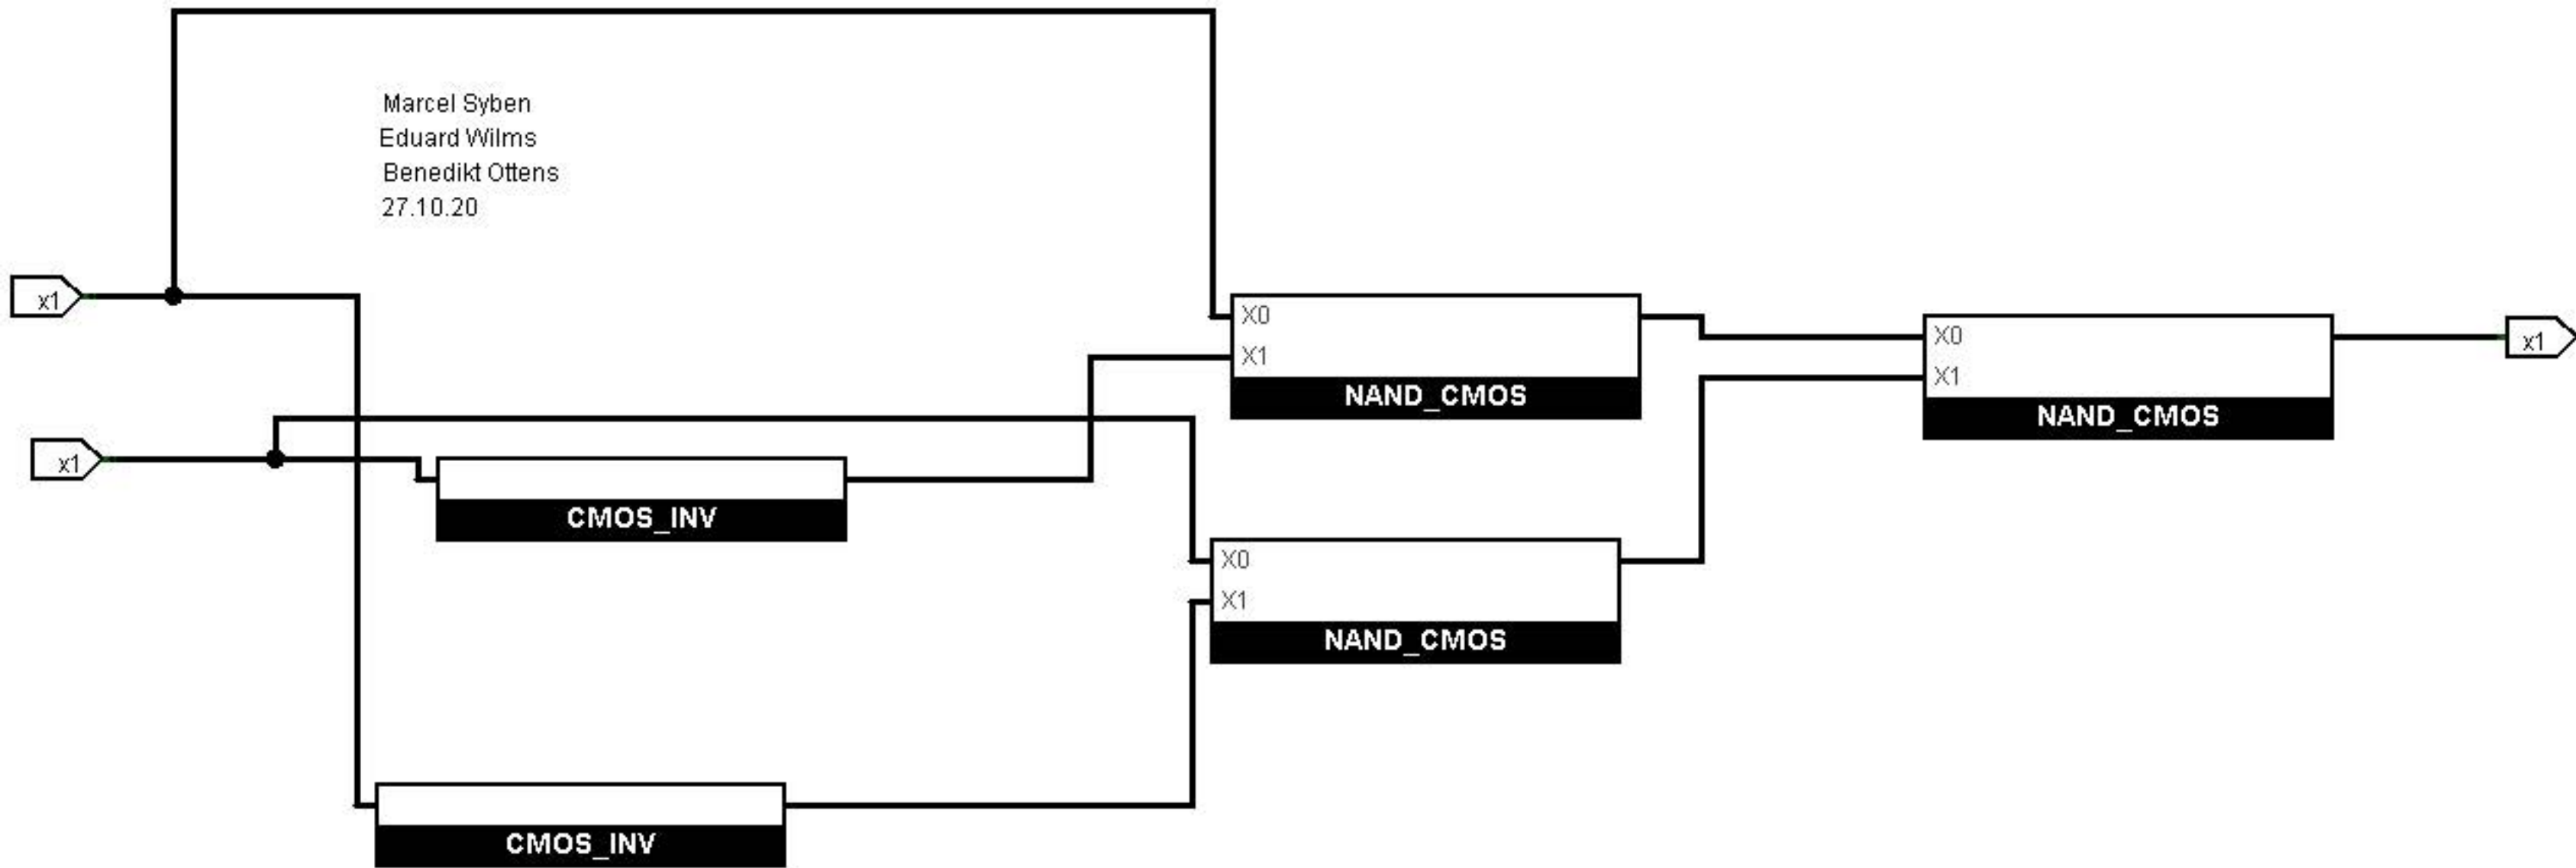 Marcel Syben
Eduard Wilms
Benedikt Ottens
27.10.20
x1
X0
X1
NAND_CMOS
X0
X1
NAND_CMOS
x1
x1
CMOS_INV
X0
X1
NAND_CMOS
CMOS_INV